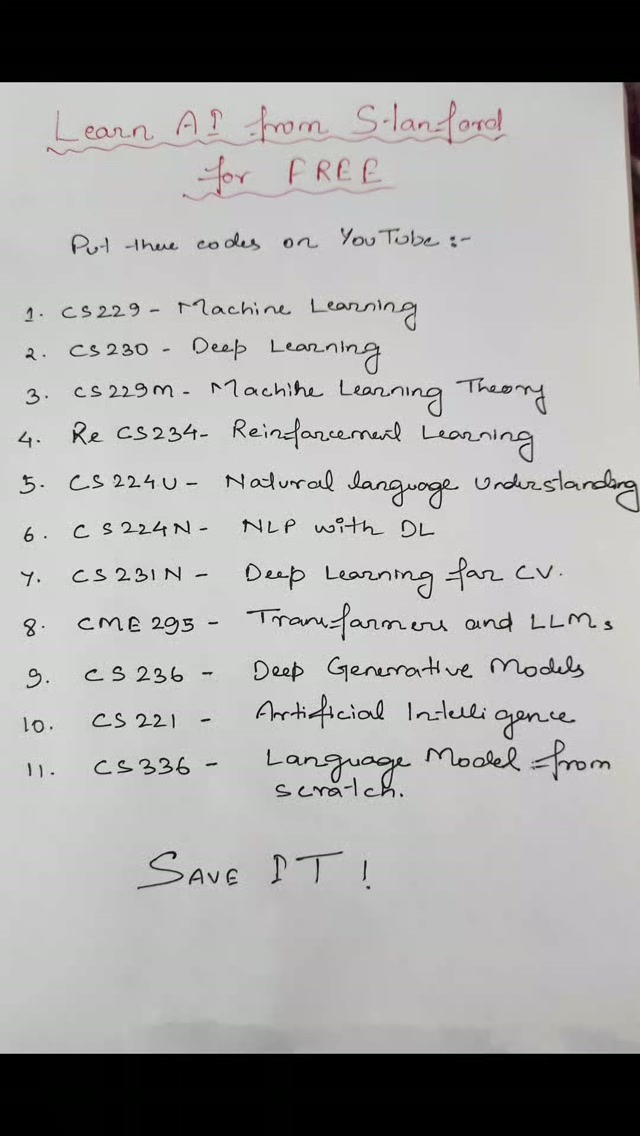 Learn AI from Stanford
for FREE
Put these codes on YouTube :-
1. CS229 - Machine Learning
2. CS230 - Deep Learning
3. CS229M - Machine Learning Theory
4. Re CS234 - Reinforcement Learning
5. CS224U - Natural language Understanding
6. CS224N - NLP with DL
7. CS231N - Deep Learning for CV.
8. CME 295 - Transformers and LLMs
9. CS236 - Deep Generative Models
10. CS221 - Artificial Intelligence
11. CS336 - Language Model from
scratch.
SAVE IT !